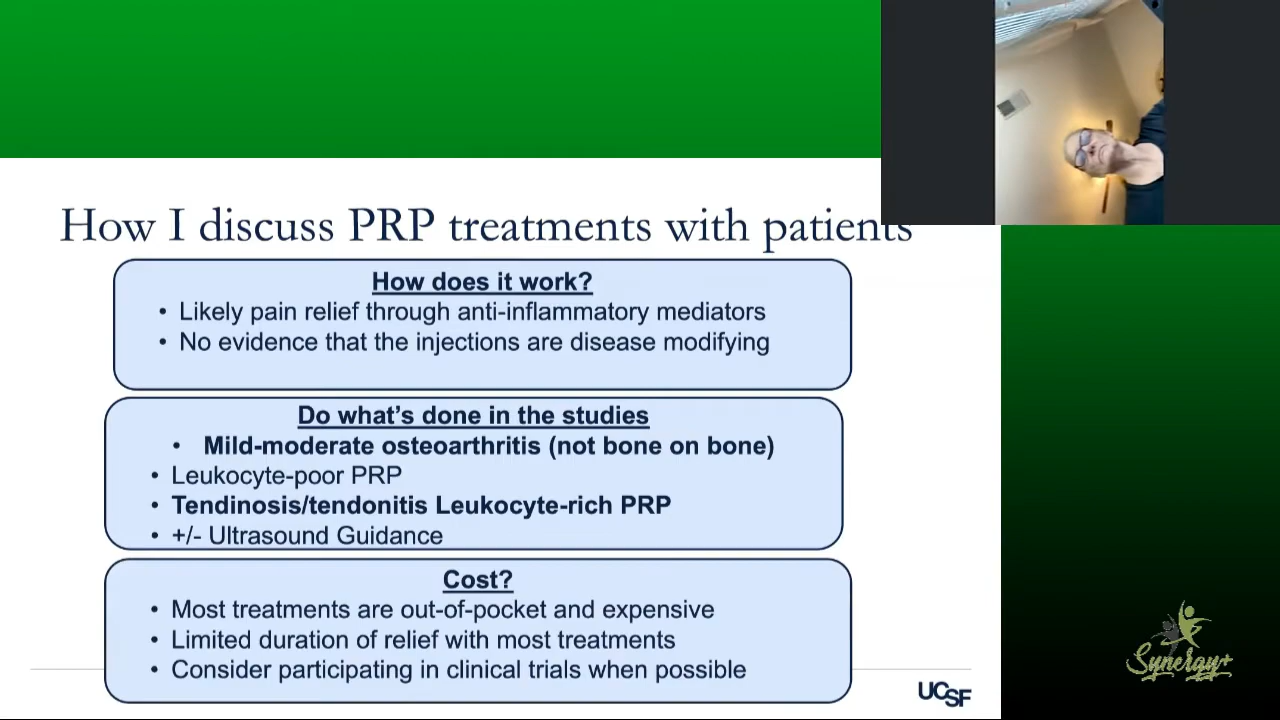 How I discuss PRP treatments with patients
How does it work?
• Likely pain relief through anti-inflammatory mediators
• No evidence that the injections are disease modifying
Do what's done in the studies
• Mild-moderate osteoarthritis (not bone on bone)
• Leukocyte-poor PRP
• Tendinosis/tendonitis Leukocyte-rich PRP
• +/- Ultrasound Guidance
Cost?
• Most treatments are out-of-pocket and expensive
• Limited duration of relief with most treatments
• Consider participating in clinical trials when possible
UCSF
Synergy+